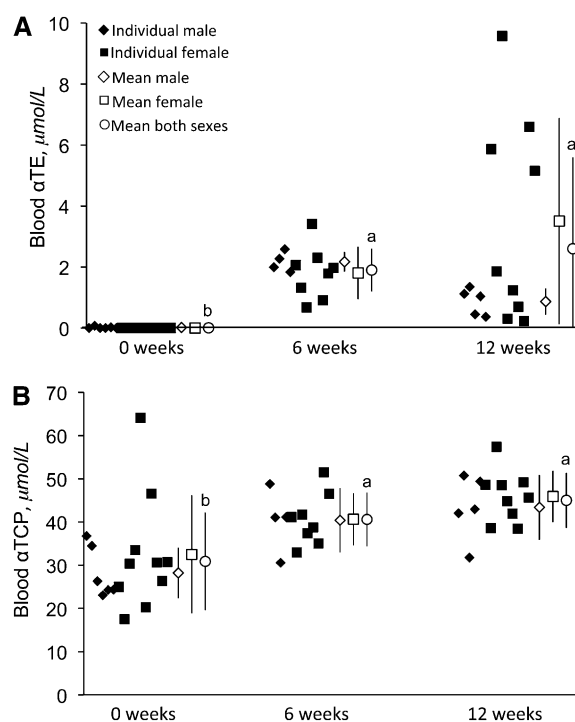 A
Blood αTE, μmol/L
10
8
6
4
2
0
Individual male
Individual female
Mean male
Mean female
Mean both sexes
b
a
a
0 weeks
6 weeks
12 weeks
B
Blood αTCP, μmol/L
70
60
50
40
30
20
10
0
b
a
a
0 weeks
6 weeks
12 weeks